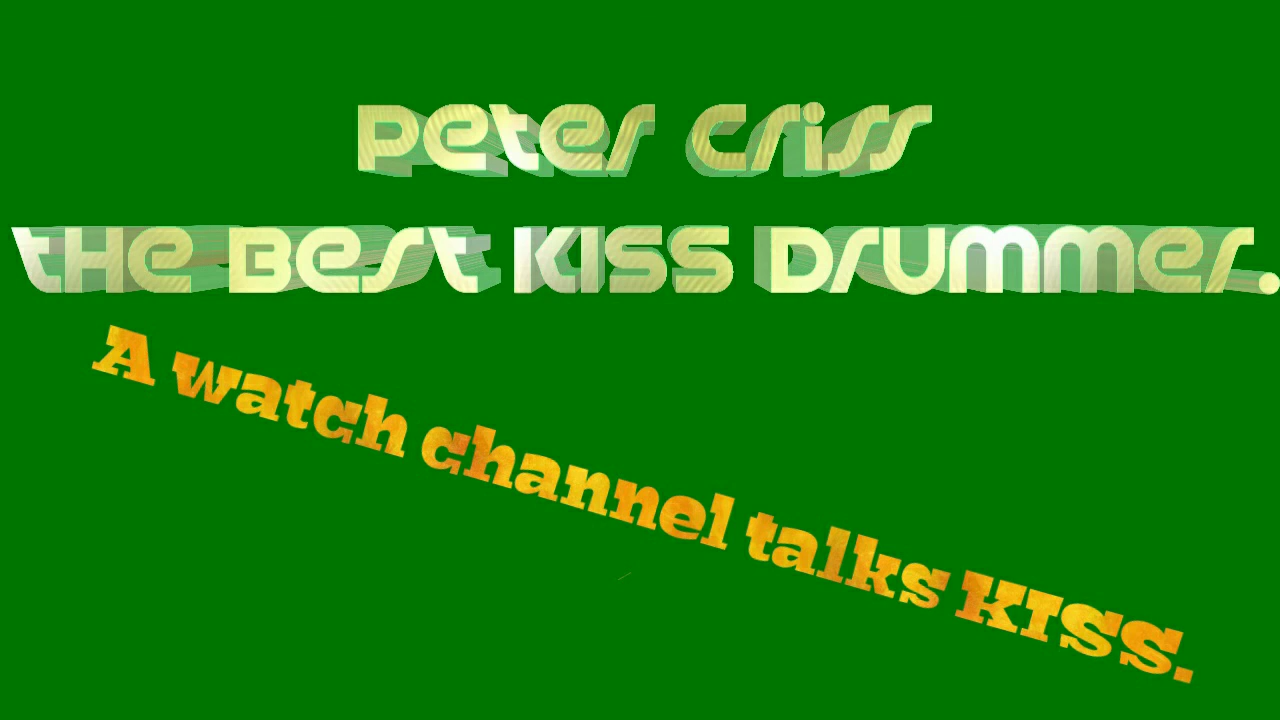 Peter Criss
the Best KISS Drummer.
A watch channel talks KISS.